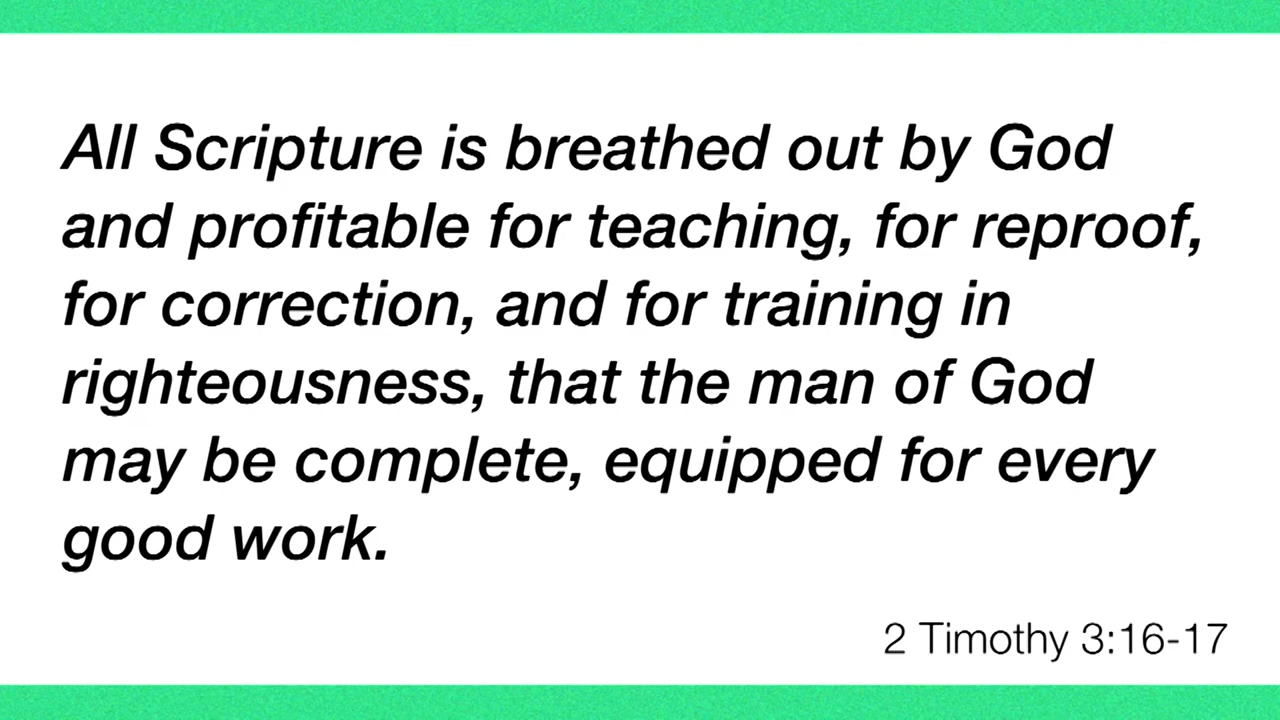 All Scripture is breathed out by God
and profitable for teaching, for reproof,
for correction, and for training in
righteousness, that the man of God
may be complete, equipped for every
good work.
2 Timothy 3:16-17